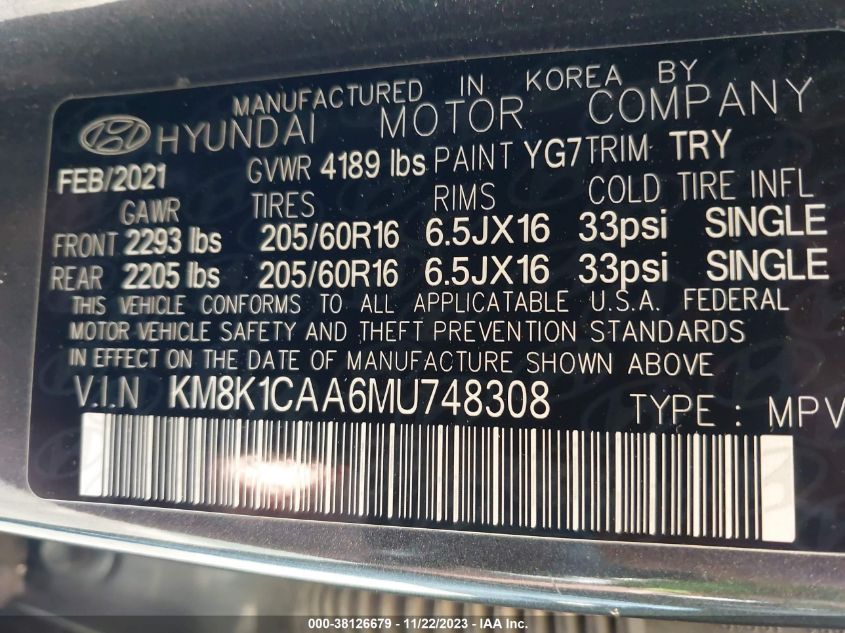 MANUFACTURED IN KOREA BY
HYUNDAI MOTOR COMPANY
FEB/2021 GVWR 4189 lbs PAINT YG7 TRIM TRY
GAWR TIRES RIMS COLD TIRE INFL
FRONT 2293 lbs 205/60R16 6.5JX16 33psi SINGLE
REAR 2205 lbs 205/60R16 6.5JX16 33psi SINGLE
THIS VEHICLE CONFORMS TO ALL APPLICATABLE U.S.A. FEDERAL
MOTOR VEHICLE SAFETY AND THEFT PREVENTION STANDARDS
IN EFFECT ON THE DATE OF MANUFACTURE SHOWN ABOVE
V.I.N KM8K1CAA6MU748308 TYPE : MPV
000-38126679 - 11/22/2023 - IAA Inc.